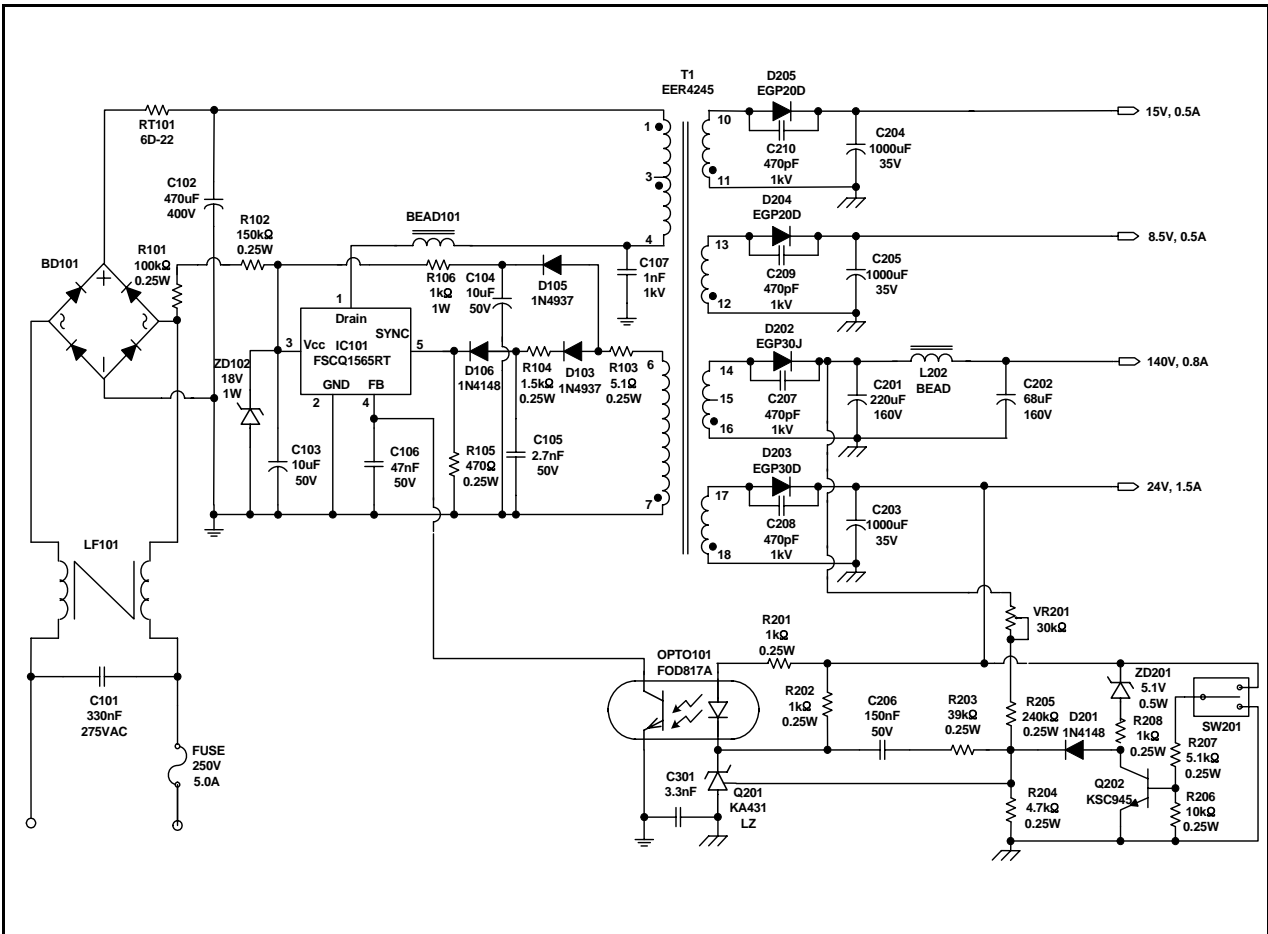 T1
EER4245
D205
EGP20D
RT101
6D-22
1
10
C210
470pF
1kV
C204
1000uF
35V
15V, 0.5A
3
11
C102
470uF
400V
BEAD101
D204
EGP20D
R102
150kΩ
0.25W
4
13
C209
470pF
1kV
C205
1000uF
35V
8.5V, 0.5A
BD101
R101
100kΩ
0.25W
R106
1kΩ
1W
C104
10uF
50V
D105
1N4937
C107
1nF
1kV
12
1
Drain
SYNC
3
Vcc
IC101
FSCQ1565RT
5
GND
FB
2
4
ZD102
18V
1W
D106
1N4148
R104
1.5kΩ
0.25W
D103
1N4937
R103
5.1Ω
0.25W
6
D202
EGP30J
14
15
16
C207
470pF
1kV
C201
220uF
160V
L202
BEAD
C202
68uF
160V
140V, 0.8A
C103
10uF
50V
C106
47nF
50V
R105
470Ω
0.25W
C105
2.7nF
50V
7
D203
EGP30D
17
C208
470pF
1kV
C203
1000uF
35V
24V, 1.5A
18
LF101
VR201
30kΩ
R201
1kΩ
0.25W
OPTO101
FOD817A
C101
330nF
275VAC
R202
1kΩ
0.25W
C206
150nF
50V
R203
39kΩ
0.25W
R205
240kΩ
0.25W
D201
1N4148
ZD201
5.1V
0.5W
R208
1kΩ
0.25W
SW201
R207
5.1kΩ
0.25W
FUSE
250V
5.0A
C301
3.3nF
Q201
KA431
LZ
R204
4.7kΩ
0.25W
Q202
KSC945
R206
10kΩ
0.25W